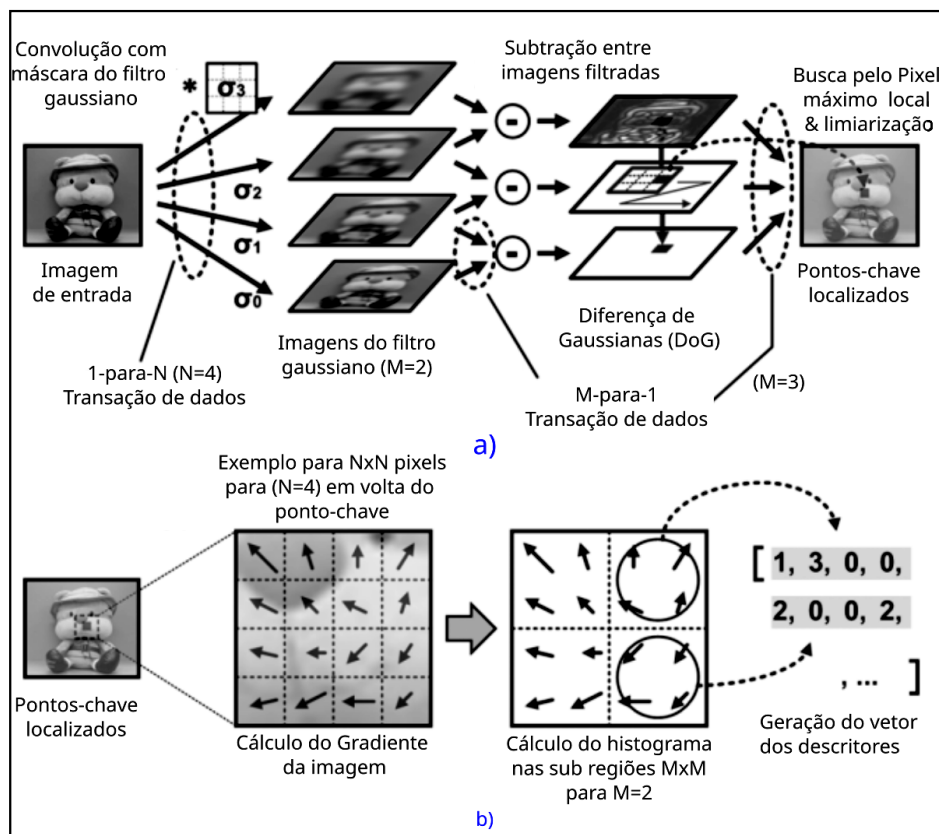 Convolução com
máscara do filtro
gaussiano
* σ3
σ2
σ1
σ0
Imagem
de entrada
1-para-N (N=4)
Transação de dados
Imagens do filtro
gaussiano (M=2)
Subtração entre
imagens filtradas
-
-
-
Diferença de
Gaussianas (DoG)
M-para-1
Transação de dados
(M=3)
Busca pelo Pixel
máximo local
& limiarização
Pontos-chave
localizados
a)
Exemplo para NxN pixels
para (N=4) em volta do
ponto-chave
Pontos-chave
localizados
Cálculo do Gradiente
da imagem
Cálculo do histograma
nas sub regiões MxM
para M=2
[1, 3, 0, 0,
2, 0, 0, 2,
, ... ]
Geração do vetor
dos descritores
b)